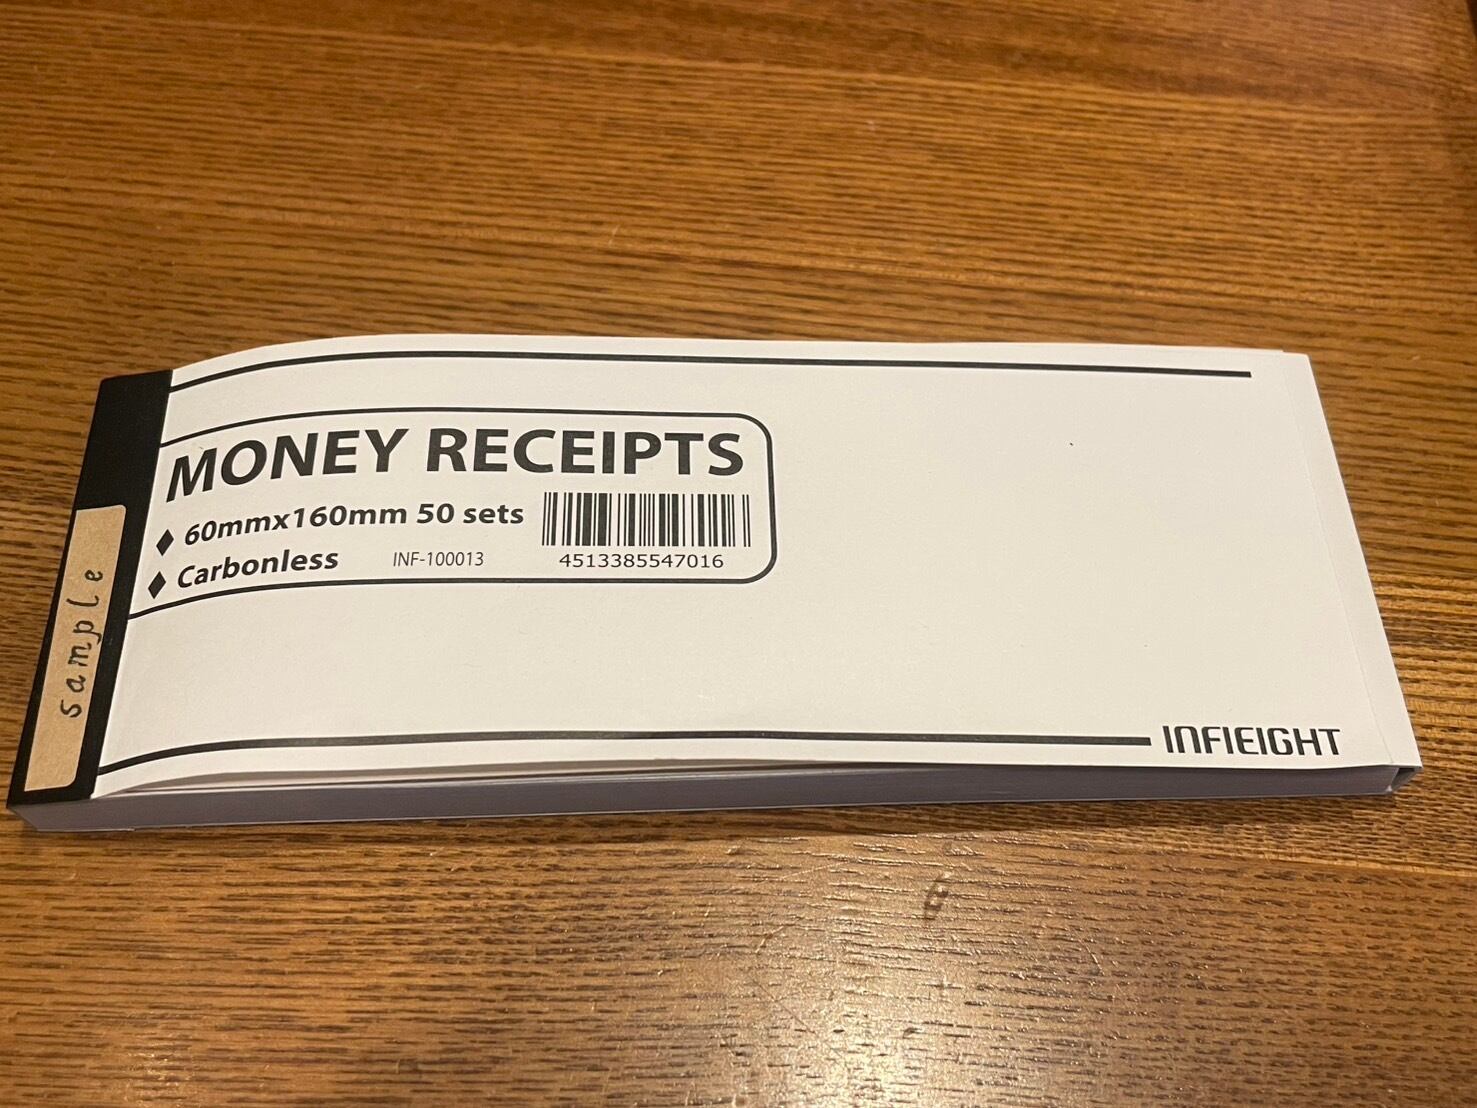 MONEY RECEIPTS
60mmx160mm 50 sets
Carbonless INF-100013
4513385547016
sample
INFIEIGHT